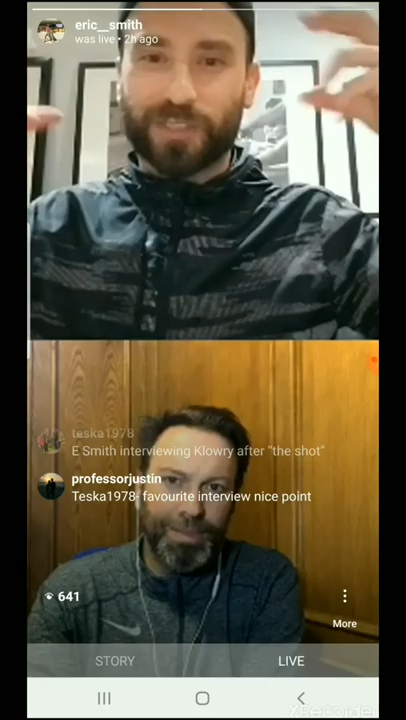 eric__smith
was live • 2h ago
teska1978
E Smith interviewing Klowry after “the shot”
professorjustin
Teska1978- favourite interview nice point
641
More
STORY
LIVE
XRecorder